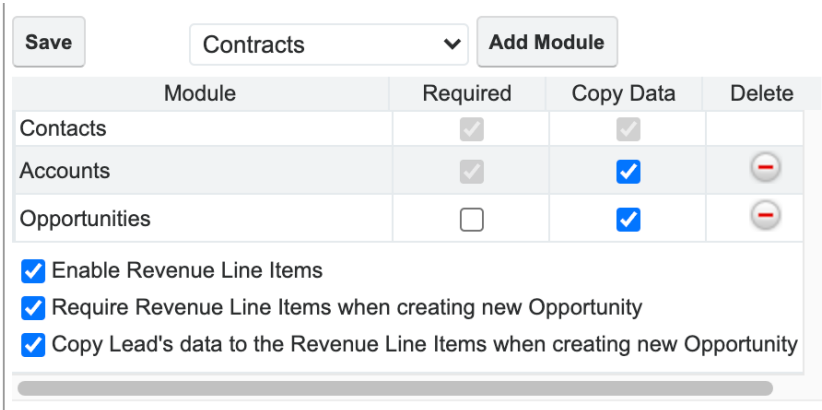 Save Contracts Add Module
Module Required Copy Data Delete
Contacts
Accounts
Opportunities
Enable Revenue Line Items
Require Revenue Line Items when creating new Opportunity
Copy Lead's data to the Revenue Line Items when creating new Opportunity